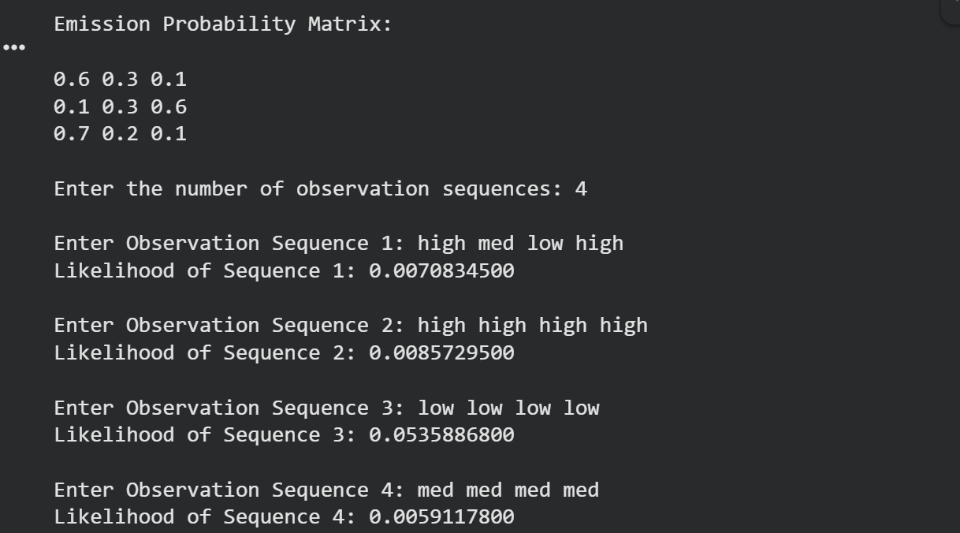 Emission Probability Matrix:
0.6 0.3 0.1
0.1 0.3 0.6
0.7 0.2 0.1
Enter the number of observation sequences: 4
Enter Observation Sequence 1: high med low high
Likelihood of Sequence 1: 0.0070834500
Enter Observation Sequence 2: high high high high
Likelihood of Sequence 2: 0.0085729500
Enter Observation Sequence 3: low low low low
Likelihood of Sequence 3: 0.0535886800
Enter Observation Sequence 4: med med med med
Likelihood of Sequence 4: 0.0059117800